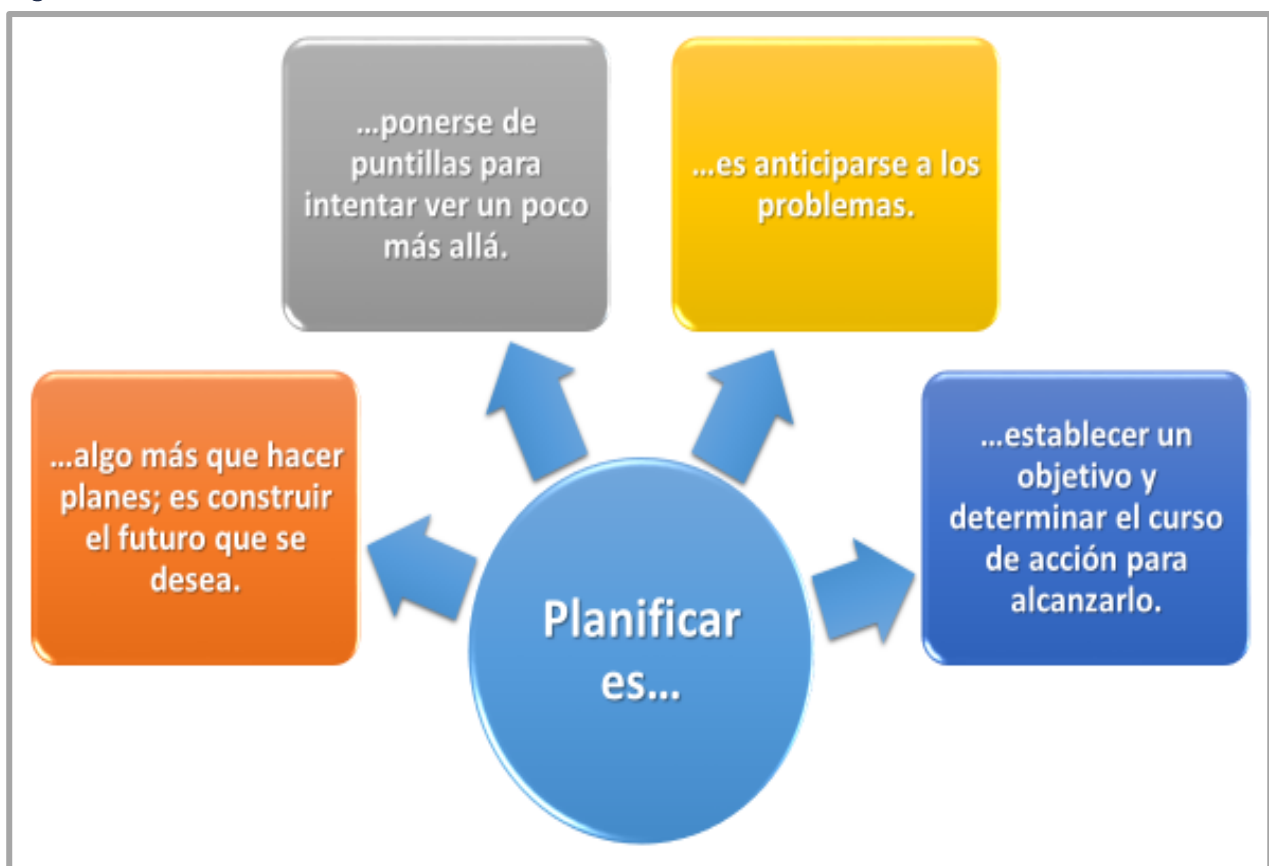 ...ponerse de
puntillas para
intentar ver un poco
más allá.
...es anticiparse a los
problemas.
...algo más que hacer
planes; es construir
el futuro que se
desea.
...establecer un
objetivo y
determinar el curso
de acción para
alcanzarlo.
Planificar
es...